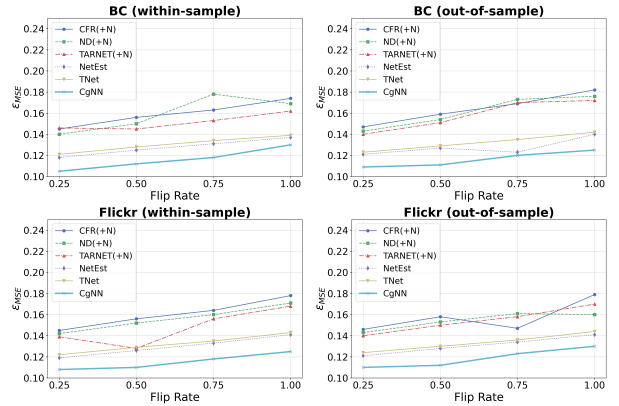 BC (within-sample)
0.24
0.22
0.20
0.18
0.16
0.14
0.12
0.10
εMSE
CFR(+N)
ND(+N)
TARNET(+N)
NetEst
TNet
CgNN
0.25 0.50 0.75 1.00
Flip Rate
BC (out-of-sample)
0.24
0.22
0.20
0.18
0.16
0.14
0.12
0.10
εMSE
CFR(+N)
ND(+N)
TARNET(+N)
NetEst
TNet
CgNN
0.25 0.50 0.75 1.00
Flip Rate
Flickr (within-sample)
0.24
0.22
0.20
0.18
0.16
0.14
0.12
0.10
εMSE
CFR(+N)
ND(+N)
TARNET(+N)
NetEst
TNet
CgNN
0.25 0.50 0.75 1.00
Flip Rate
Flickr (out-of-sample)
0.24
0.22
0.20
0.18
0.16
0.14
0.12
0.10
εMSE
CFR(+N)
ND(+N)
TARNET(+N)
NetEst
TNet
CgNN
0.25 0.50 0.75 1.00
Flip Rate